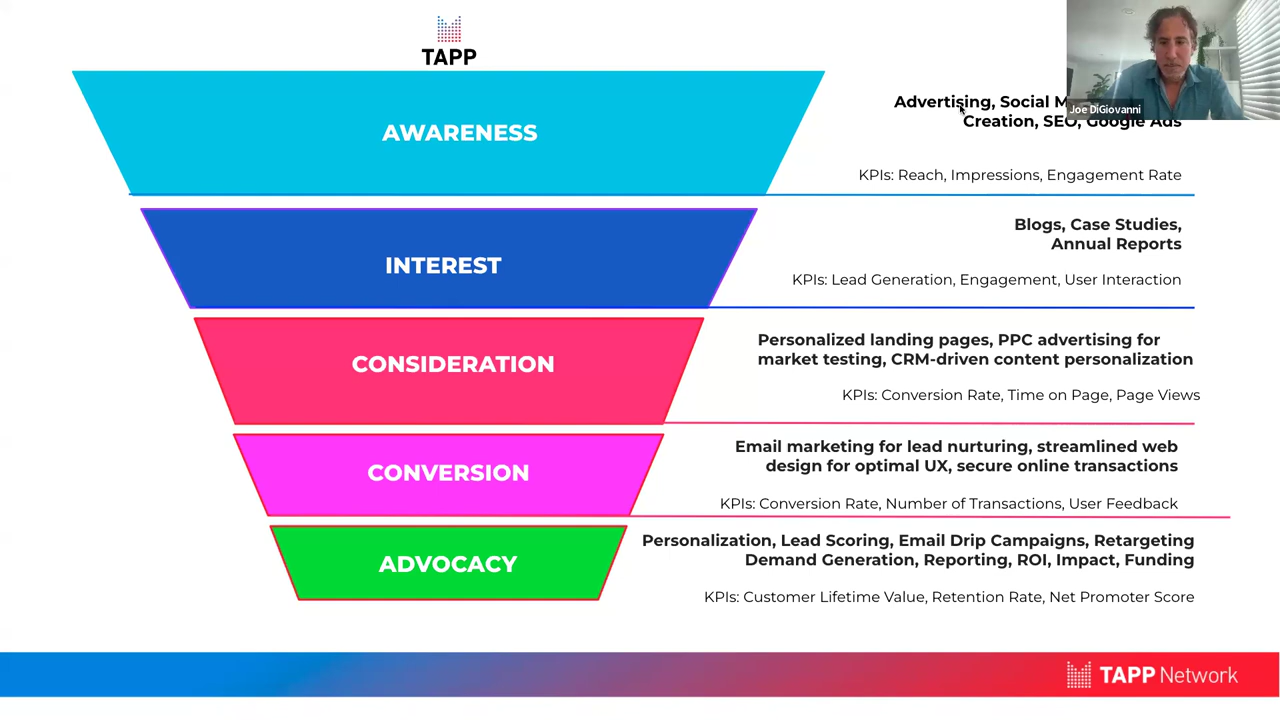 TAPP
Joe DiGiovanni
AWARENESS
Advertising, Social
Creation, SEO, Google Ads
KPIs: Reach, Impressions, Engagement Rate
INTEREST
Blogs, Case Studies,
Annual Reports
KPIs: Lead Generation, Engagement, User Interaction
CONSIDERATION
Personalized landing pages, PPC advertising for
market testing, CRM-driven content personalization
KPIs: Conversion Rate, Time on Page, Page Views
CONVERSION
Email marketing for lead nurturing, streamlined web
design for optimal UX, secure online transactions
KPIs: Conversion Rate, Number of Transactions, User Feedback
ADVOCACY
Personalization, Lead Scoring, Email Drip Campaigns, Retargeting
Demand Generation, Reporting, ROI, Impact, Funding
KPIs: Customer Lifetime Value, Retention Rate, Net Promoter Score
TAPP Network